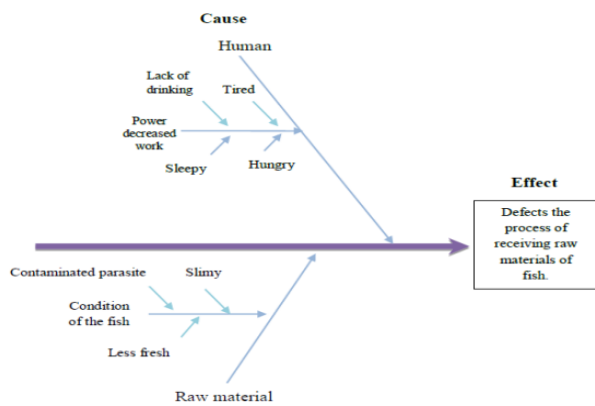 Cause
Human
Lack of
drinking
Tired
Power
decreased
work
Sleepy
Hungry
Effect
Defects the
process of
receiving raw
materials of
fish.
Contaminated parasite
Slimy
Condition
of the fish
Less fresh
Raw material